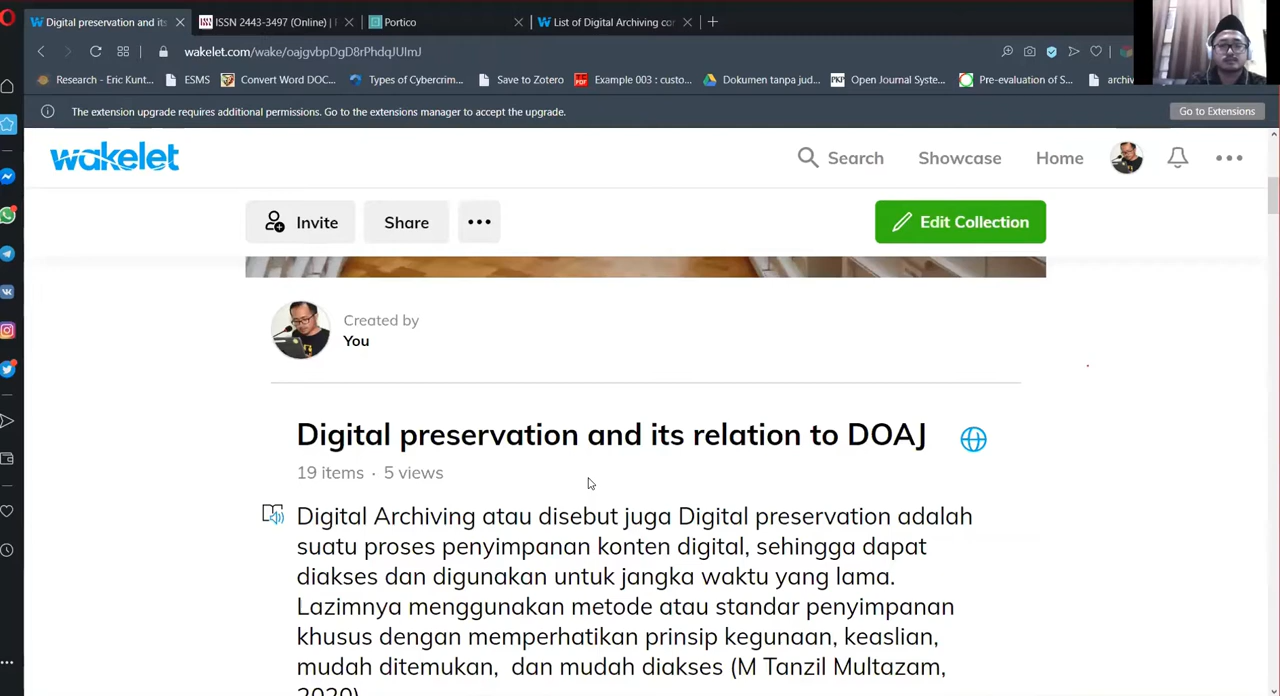 Digital preservation and its
ISSN 2443-3497 (Online) |
Portico
List of Digital Archiving co
wakelet.com/wake/oajgvbpDgD8rPhdqJUImJ
Research - Eric Kunt...
ESMS
Convert Word DOC...
Types of Cybercrim...
Save to Zotero
Example 003 : custo...
Dokumen tanpa jud...
Open Journal Syste...
Pre-evaluation of S...
archiv
The extension upgrade requires additional permissions. Go to the extensions manager to accept the upgrade.
Go to Extensions
wakelet
Search
Showcase
Home
Invite
Share
Edit Collection
Created by
You
Digital preservation and its relation to DOAJ
19 items · 5 views
Digital Archiving atau disebut juga Digital preservation adalah
suatu proses penyimpanan konten digital, sehingga dapat
diakses dan digunakan untuk jangka waktu yang lama.
Lazimnya menggunakan metode atau standar penyimpanan
khusus dengan memperhatikan prinsip kegunaan, keaslian,
mudah ditemukan, dan mudah diakses (M Tanzil Multazam,
2020)